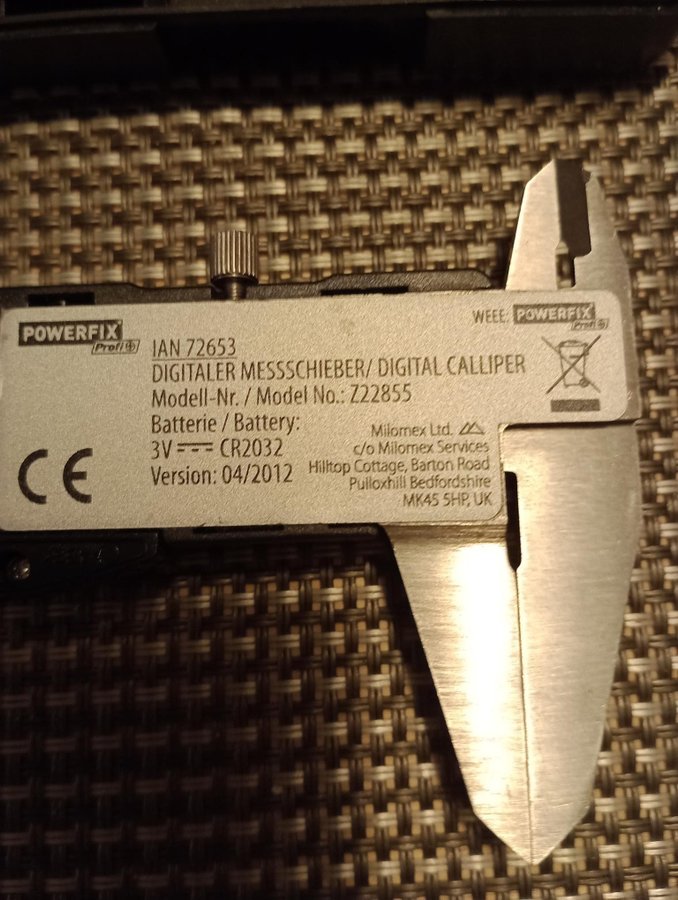 POWERFIX
Profi
IAN 72653
DIGITALER MESSSCHIEBER/ DIGITAL CALLIPER
Modell-Nr. / Model No.: Z22855
Batterie / Battery:
3V CR2032
Version: 04/2012
CE
WEEE: POWERFIX
Profi
Milomex Ltd.
c/o Milomex Services
Hilltop Cottage, Barton Road
Pulloxhill Bedfordshire
MK45 5HP, UK